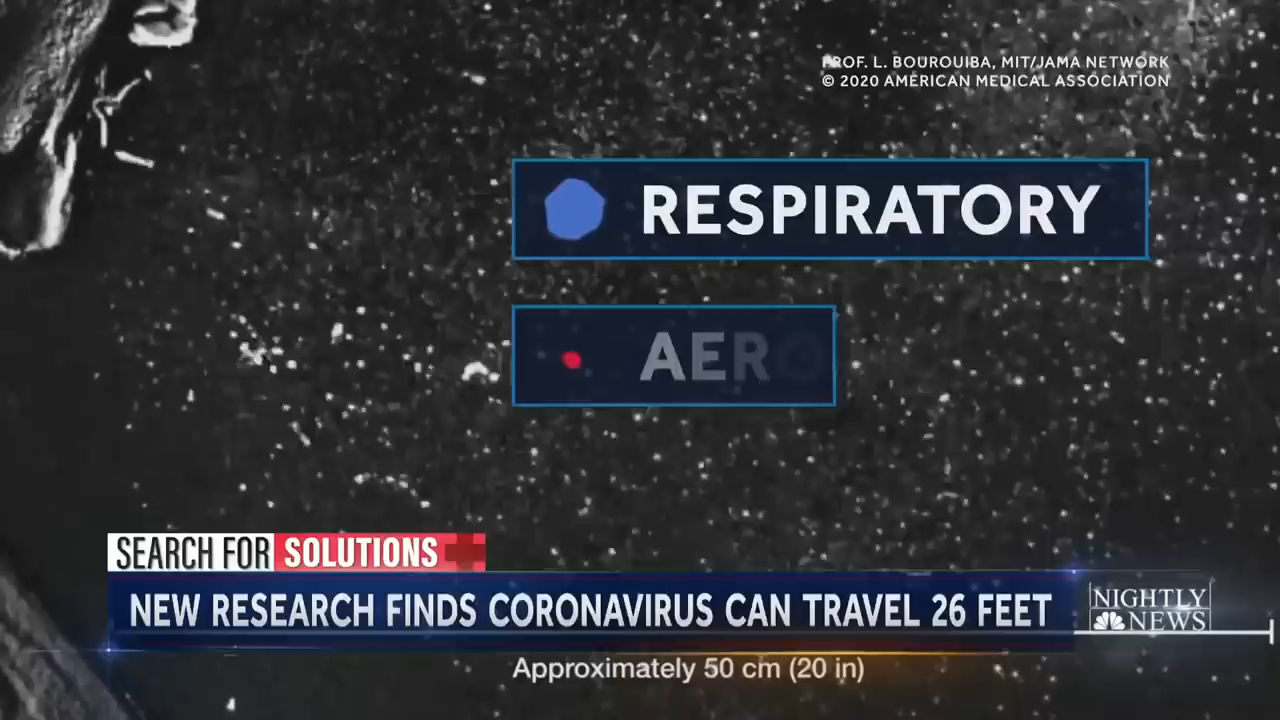 PROF. L. BOUROUIBA, MIT/JAMA NETWORK
© 2020 AMERICAN MEDICAL ASSOCIATION
RESPIRATORY
AERO
SEARCH FOR SOLUTIONS
NEW RESEARCH FINDS CORONAVIRUS CAN TRAVEL 26 FEET
NIGHTLY
NEWS
Approximately 50 cm (20 in)